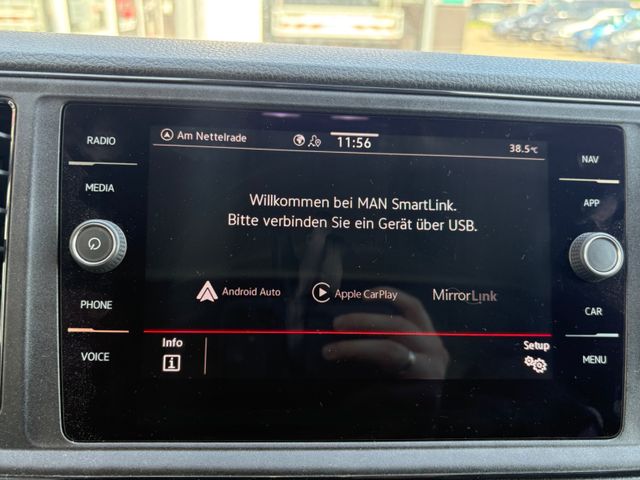 RADIO
MEDIA
PHONE
VOICE
Am Nettelrade
11:56
38.5°C
Willkommen bei MAN SmartLink.
Bitte verbinden Sie ein Gerät über USB.
Android Auto
Apple CarPlay
MirrorLink
Info
Setup
NAV
APP
CAR
MENU